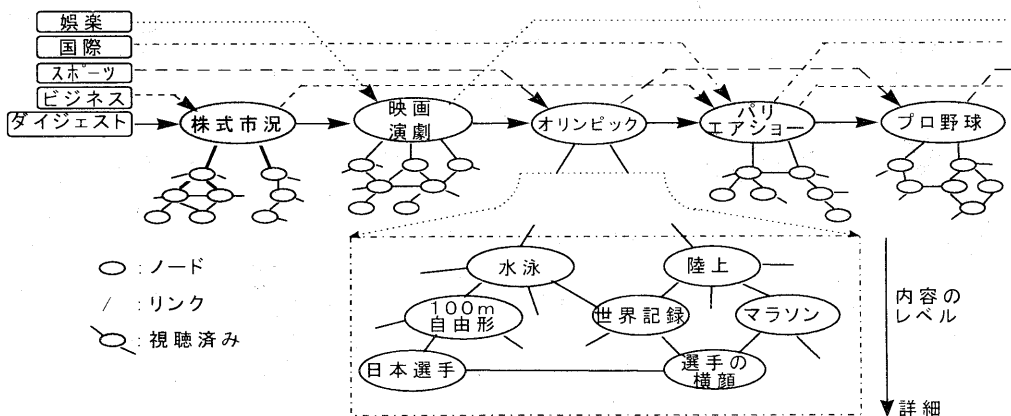 娯楽
国際
スポーツ
ビジネス
ダイジェスト
株式市況
映画
演劇
オリンピック
パリ
エアショー
プロ野球
水泳
陸上
100m
自由形
世界記録
マラソン
日本選手
選手の
横顔
○ : ノード
/ : リンク
: 視聴済み
内容の
レベル
詳細